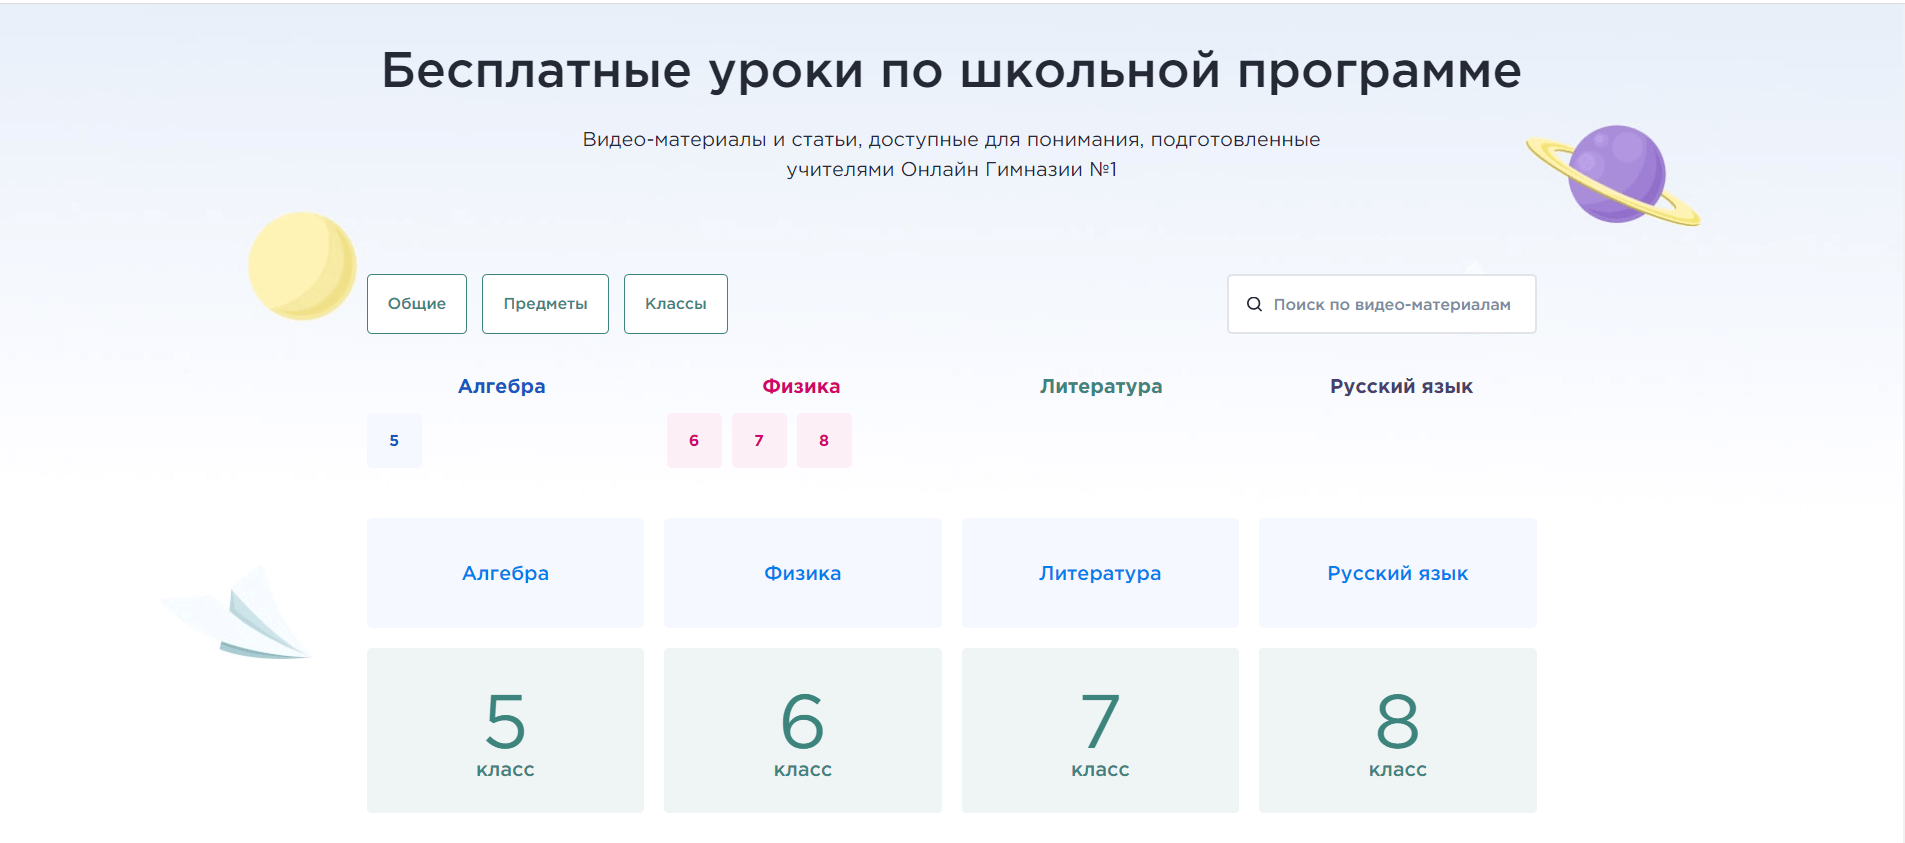 Бесплатные уроки по школьной программе
Видео-материалы и статьи, доступные для понимания, подготовленные
учителями Онлайн Гимназии №1
Общие
Предметы
Классы
Поиск по видео-материалам
Алгебра
Физика
Литература
Русский язык
5
6
7
8
Алгебра
Физика
Литература
Русский язык
5
класс
6
класс
7
класс
8
класс